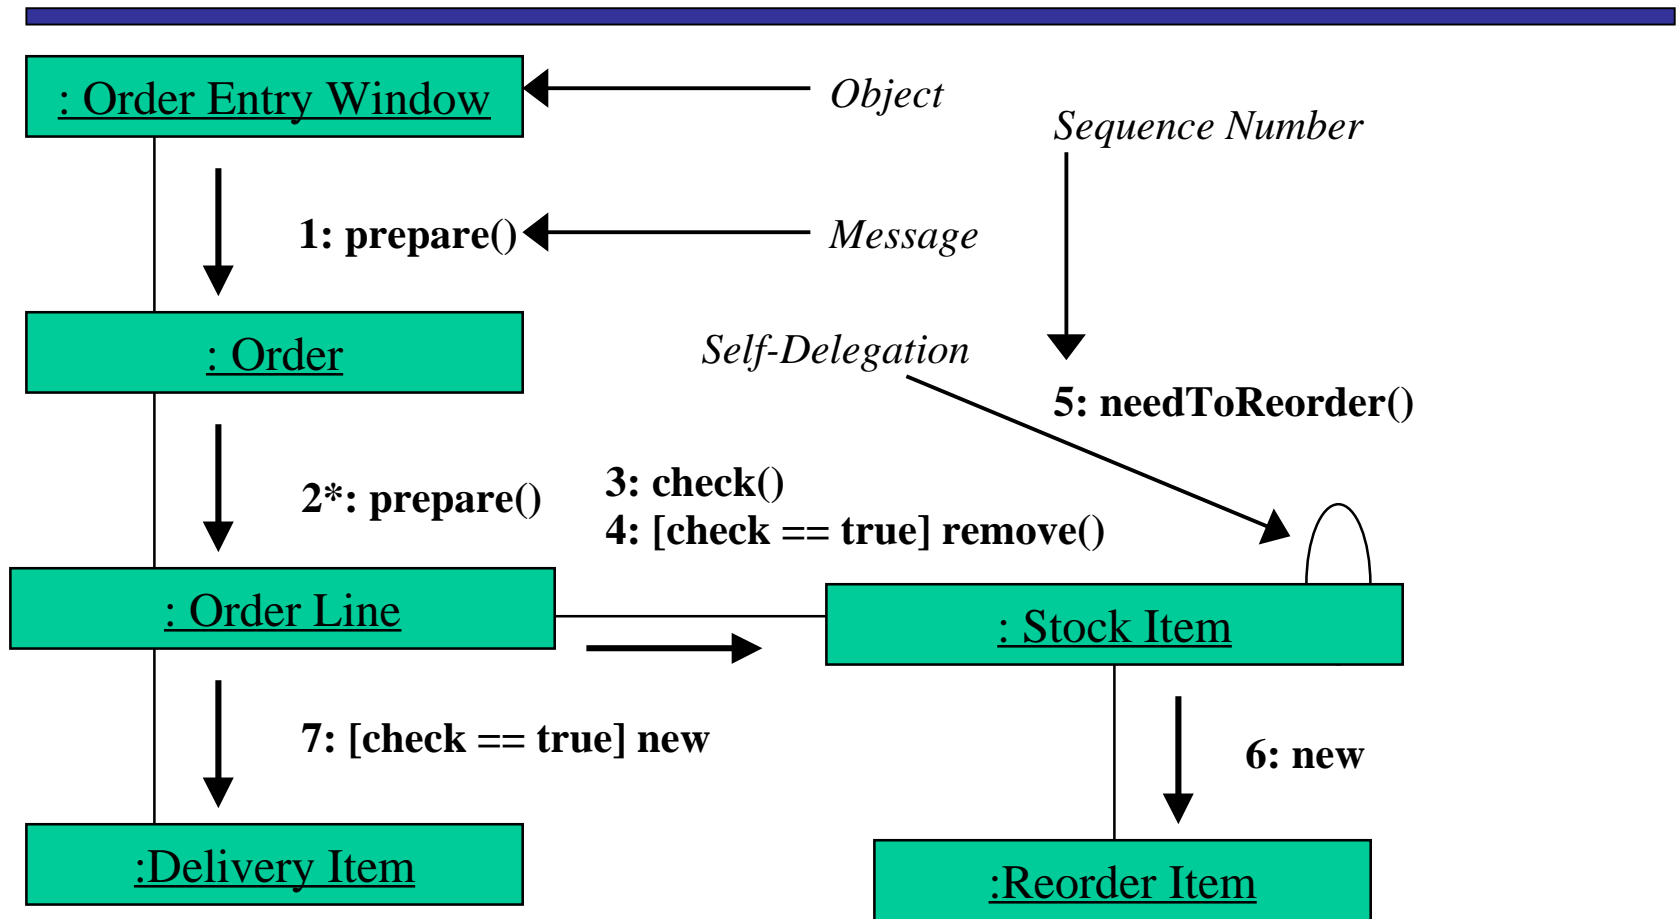 : Order Entry Window
Object
Sequence Number
1: prepare()
Message
: Order
Self-Delegation
5: needToReorder()
2*: prepare()
3: check()
4: [check == true] remove()
: Order Line
: Stock Item
7: [check == true] new
6: new
:Delivery Item
:Reorder Item